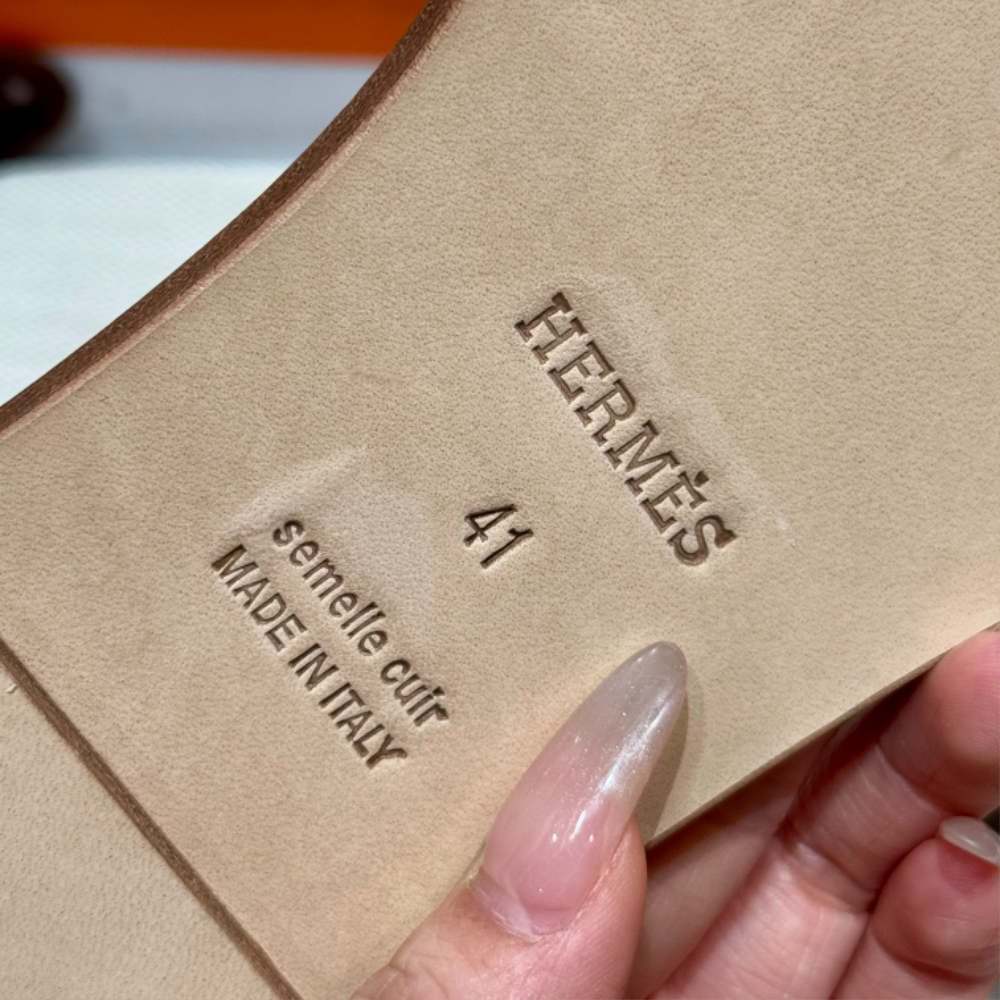 HERMÈS
41
semelle cuir
MADE IN ITALY